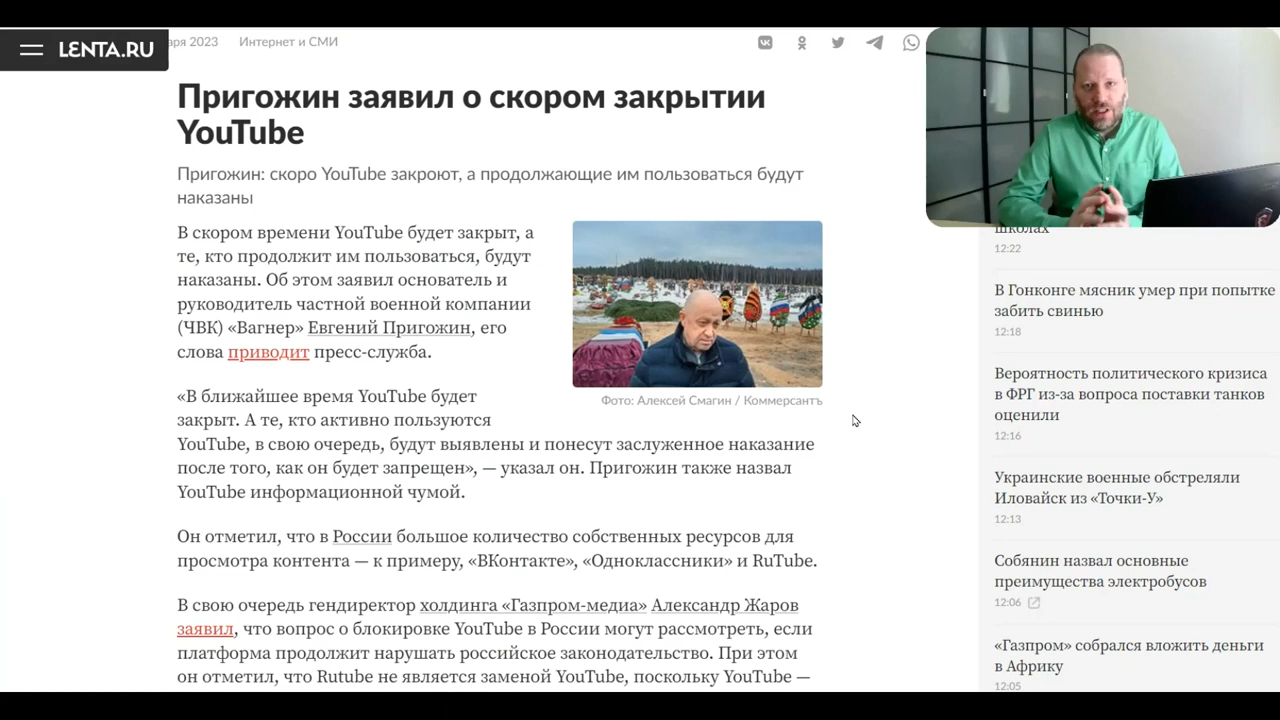 LENTA.RU
аря 2023 Интернет и СМИ
Пригожин заявил о скором закрытии
YouTube
Пригожин: скоро YouTube закроют, а продолжающие им пользоваться будут
наказаны
В скором времени YouTube будет закрыт, а
те, кто продолжит им пользоваться, будут
наказаны. Об этом заявил основатель и
руководитель частной военной компании
(ЧВК) «Вагнер» Евгений Пригожин, его
слова приводит пресс-служба.
Фото: Алексей Смагин / Коммерсантъ
«В ближайшее время YouTube будет
закрыт. А те, кто активно пользуются
YouTube, в свою очередь, будут выявлены и понесут заслуженное наказание
после того, как он будет запрещен», — указал он. Пригожин также назвал
YouTube информационной чумой.
Он отметил, что в России большое количество собственных ресурсов для
просмотра контента — к примеру, «ВКонтакте», «Одноклассники» и RuTube.
В свою очередь гендиректор холдинга «Газпром-медиа» Александр Жаров
заявил, что вопрос о блокировке YouTube в России могут рассмотреть, если
платформа продолжит нарушать российское законодательство. При этом
он отметил, что Rutube не является заменой YouTube, поскольку YouTube —
школах
12:22
В Гонконге мясник умер при попытке
забить свинью
12:18
Вероятность политического кризиса
в ФРГ из-за вопроса поставки танков
оценили
12:16
Украинские военные обстреляли
Иловайск из «Точки-У»
12:13
Собянин назвал основные
преимущества электробусов
12:06
«Газпром» собрался вложить деньги
в Африку
12:05